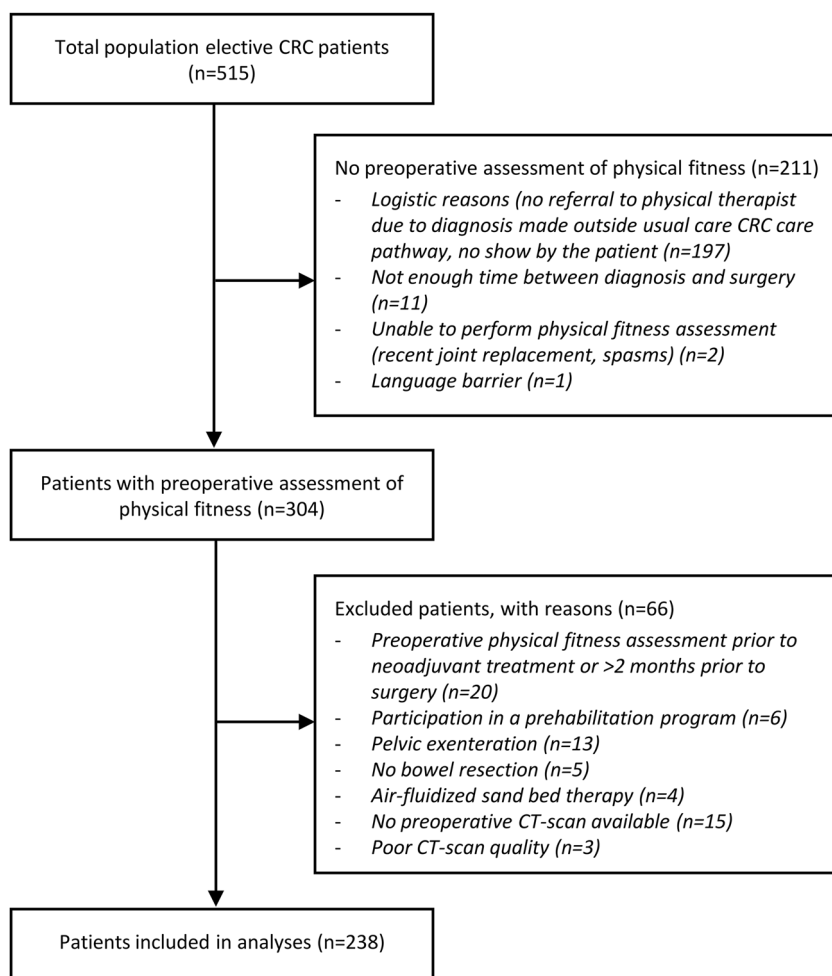 Total population elective CRC patients
(n=515)
No preoperative assessment of physical fitness (n=211)
- Logistic reasons (no referral to physical therapist
due to diagnosis made outside usual care CRC care
pathway, no show by the patient (n=197)
- Not enough time between diagnosis and surgery
(n=11)
- Unable to perform physical fitness assessment
(recent joint replacement, spasms) (n=2)
- Language barrier (n=1)
Patients with preoperative assessment of
physical fitness (n=304)
Excluded patients, with reasons (n=66)
- Preoperative physical fitness assessment prior to
neoadjuvant treatment or >2 months prior to
surgery (n=20)
- Participation in a prehabilitation program (n=6)
- Pelvic exenteration (n=13)
- No bowel resection (n=5)
- Air-fluidized sand bed therapy (n=4)
- No preoperative CT-scan available (n=15)
- Poor CT-scan quality (n=3)
Patients included in analyses (n=238)